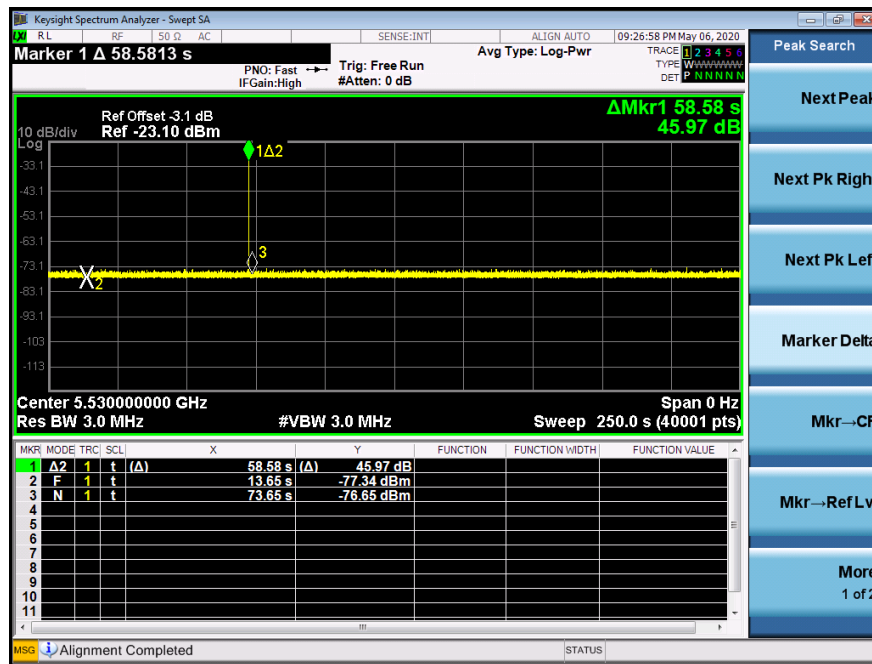 Keysight Spectrum Analyzer - Swept SA
LXI RL RF 50 Ω AC SENSE:INT ALIGN AUTO 09:26:58 PM May 06, 2020
Marker 1 Δ 58.5813 s
PNO: Fast
IFGain:High
Trig: Free Run
#Atten: 0 dB
Avg Type: Log-Pwr
TRACE 1 2 3 4 5 6
TYPE WWWWWW
DET P N N N N N
ΔMkr1 58.58 s
45.97 dB
Ref Offset -3.1 dB
10 dB/div Ref -23.10 dBm
Log
1Δ2
-33.1
-43.1
-53.1
-63.1
3
-73.1
2
-83.1
-93.1
-103
-113
Center 5.530000000 GHz Span 0 Hz
Res BW 3.0 MHz #VBW 3.0 MHz Sweep 250.0 s (40001 pts)
MKR MODE TRC SCL X Y FUNCTION FUNCTION WIDTH FUNCTION VALUE
1 Δ2 1 t (Δ) 58.58 s (Δ) 45.97 dB
2 F 1 t 13.65 s -77.34 dBm
3 N 1 t 73.65 s -76.65 dBm
4
5
6
7
8
9
10
11
MSG Alignment Completed STATUS
Peak Search
Next Peak
Next Pk Righ
Next Pk Lef
Marker Delta
Mkr→CF
Mkr→Ref Lv
More
1 of 2